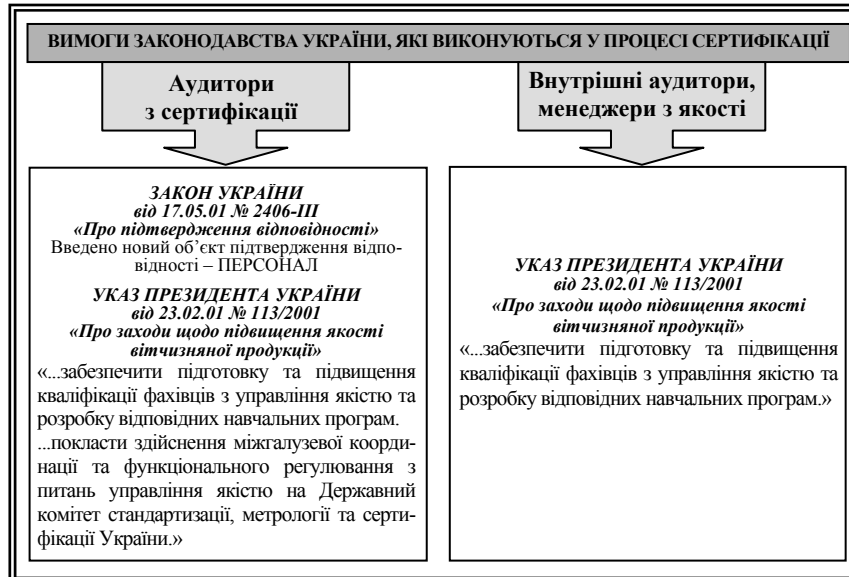 ВИМОГИ ЗАКОНОДАВСТВА УКРАЇНИ, ЯКІ ВИКОНУЮТЬСЯ У ПРОЦЕСІ СЕРТИФІКАЦІЇ
Аудитори
з сертифікації
ЗАКОН УКРАЇНИ
від 17.05.01 № 2406-III
«Про підтвердження відповідності»
Введено новий об’єкт підтвердження відпо-
відності – ПЕРСОНАЛ
УКАЗ ПРЕЗИДЕНТА УКРАЇНИ
від 23.02.01 № 113/2001
«Про заходи щодо підвищення якості
вітчизняної продукції»
«...забезпечити підготовку та підвищення
кваліфікації фахівців з управління якістю та
розробку відповідних навчальних програм.
...покласти здійснення міжгалузевої коорди-
нації та функціонального регулювання з
питань управління якістю на Державний
комітет стандартизації, метрології та серти-
фікації України.»
Внутрішні аудитори,
менеджери з якості
УКАЗ ПРЕЗИДЕНТА УКРАЇНИ
від 23.02.01 № 113/2001
«Про заходи щодо підвищення якості
вітчизняної продукції»
«...забезпечити підготовку та підвищення
кваліфікації фахівців з управління якістю та
розробку відповідних навчальних програм.»